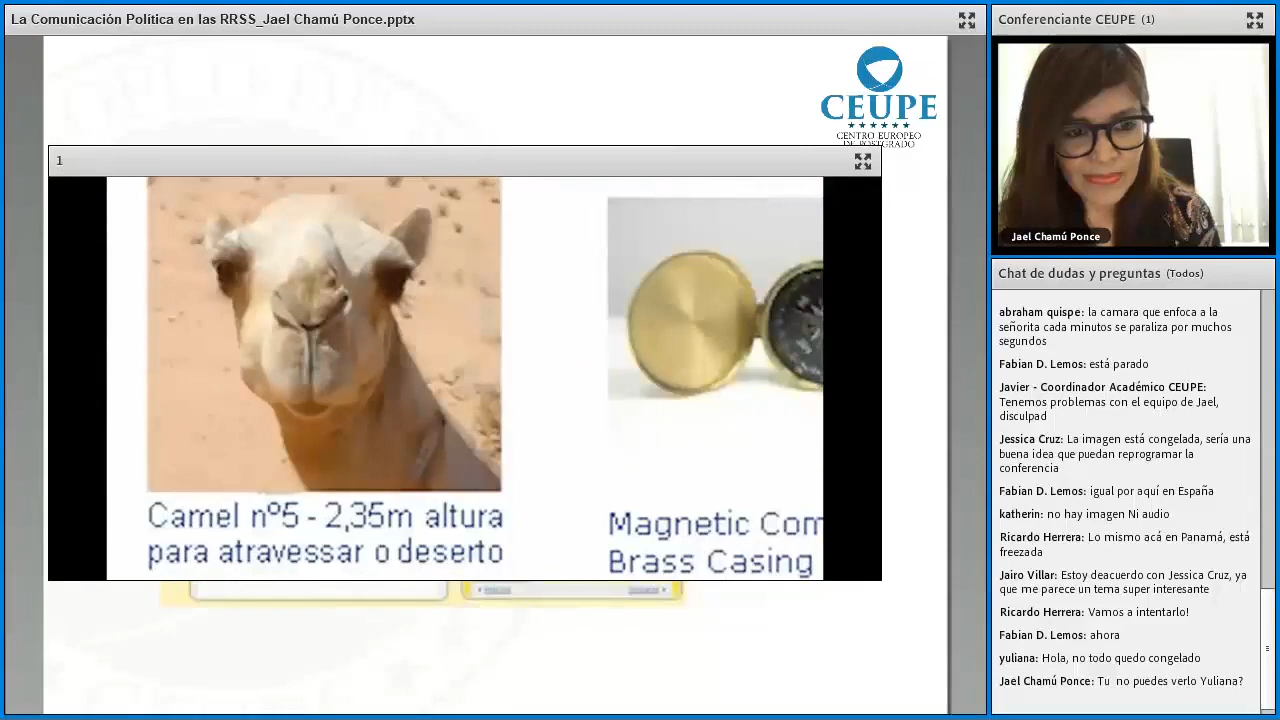 La Comunicación Política en las RRSS_Jael Chamú Ponce.pptx
CEUPE
CENTRO EUROPEO
DE POSTGRADO
1
Camel nº5 - 2,35m altura
para atravessar o deserto
Magnetic Com
Brass Casing
Conferenciante CEUPE (1)
Jael Chamú Ponce
Chat de dudas y preguntas (Todos)
abraham quispe: la camara que enfoca a la
señorita cada minutos se paraliza por muchos
segundos
Fabian D. Lemos: está parado
Javier - Coordinador Académico CEUPE:
Tenemos problemas con el equipo de Jael,
disculpad
Jessica Cruz: La imagen está congelada, sería una
buena idea que puedan reprogramar la
conferencia
Fabian D. Lemos: igual por aquí en España
katherin: no hay imagen Ni audio
Ricardo Herrera: Lo mismo acá en Panamá, está
freezada
Jairo Villar: Estoy deacuerdo con Jessica Cruz, ya
que me parece un tema super interesante
Ricardo Herrera: Vamos a intentarlo!
Fabian D. Lemos: ahora
yuliana: Hola, no todo quedo congelado
Jael Chamú Ponce: Tu no puedes verlo Yuliana?